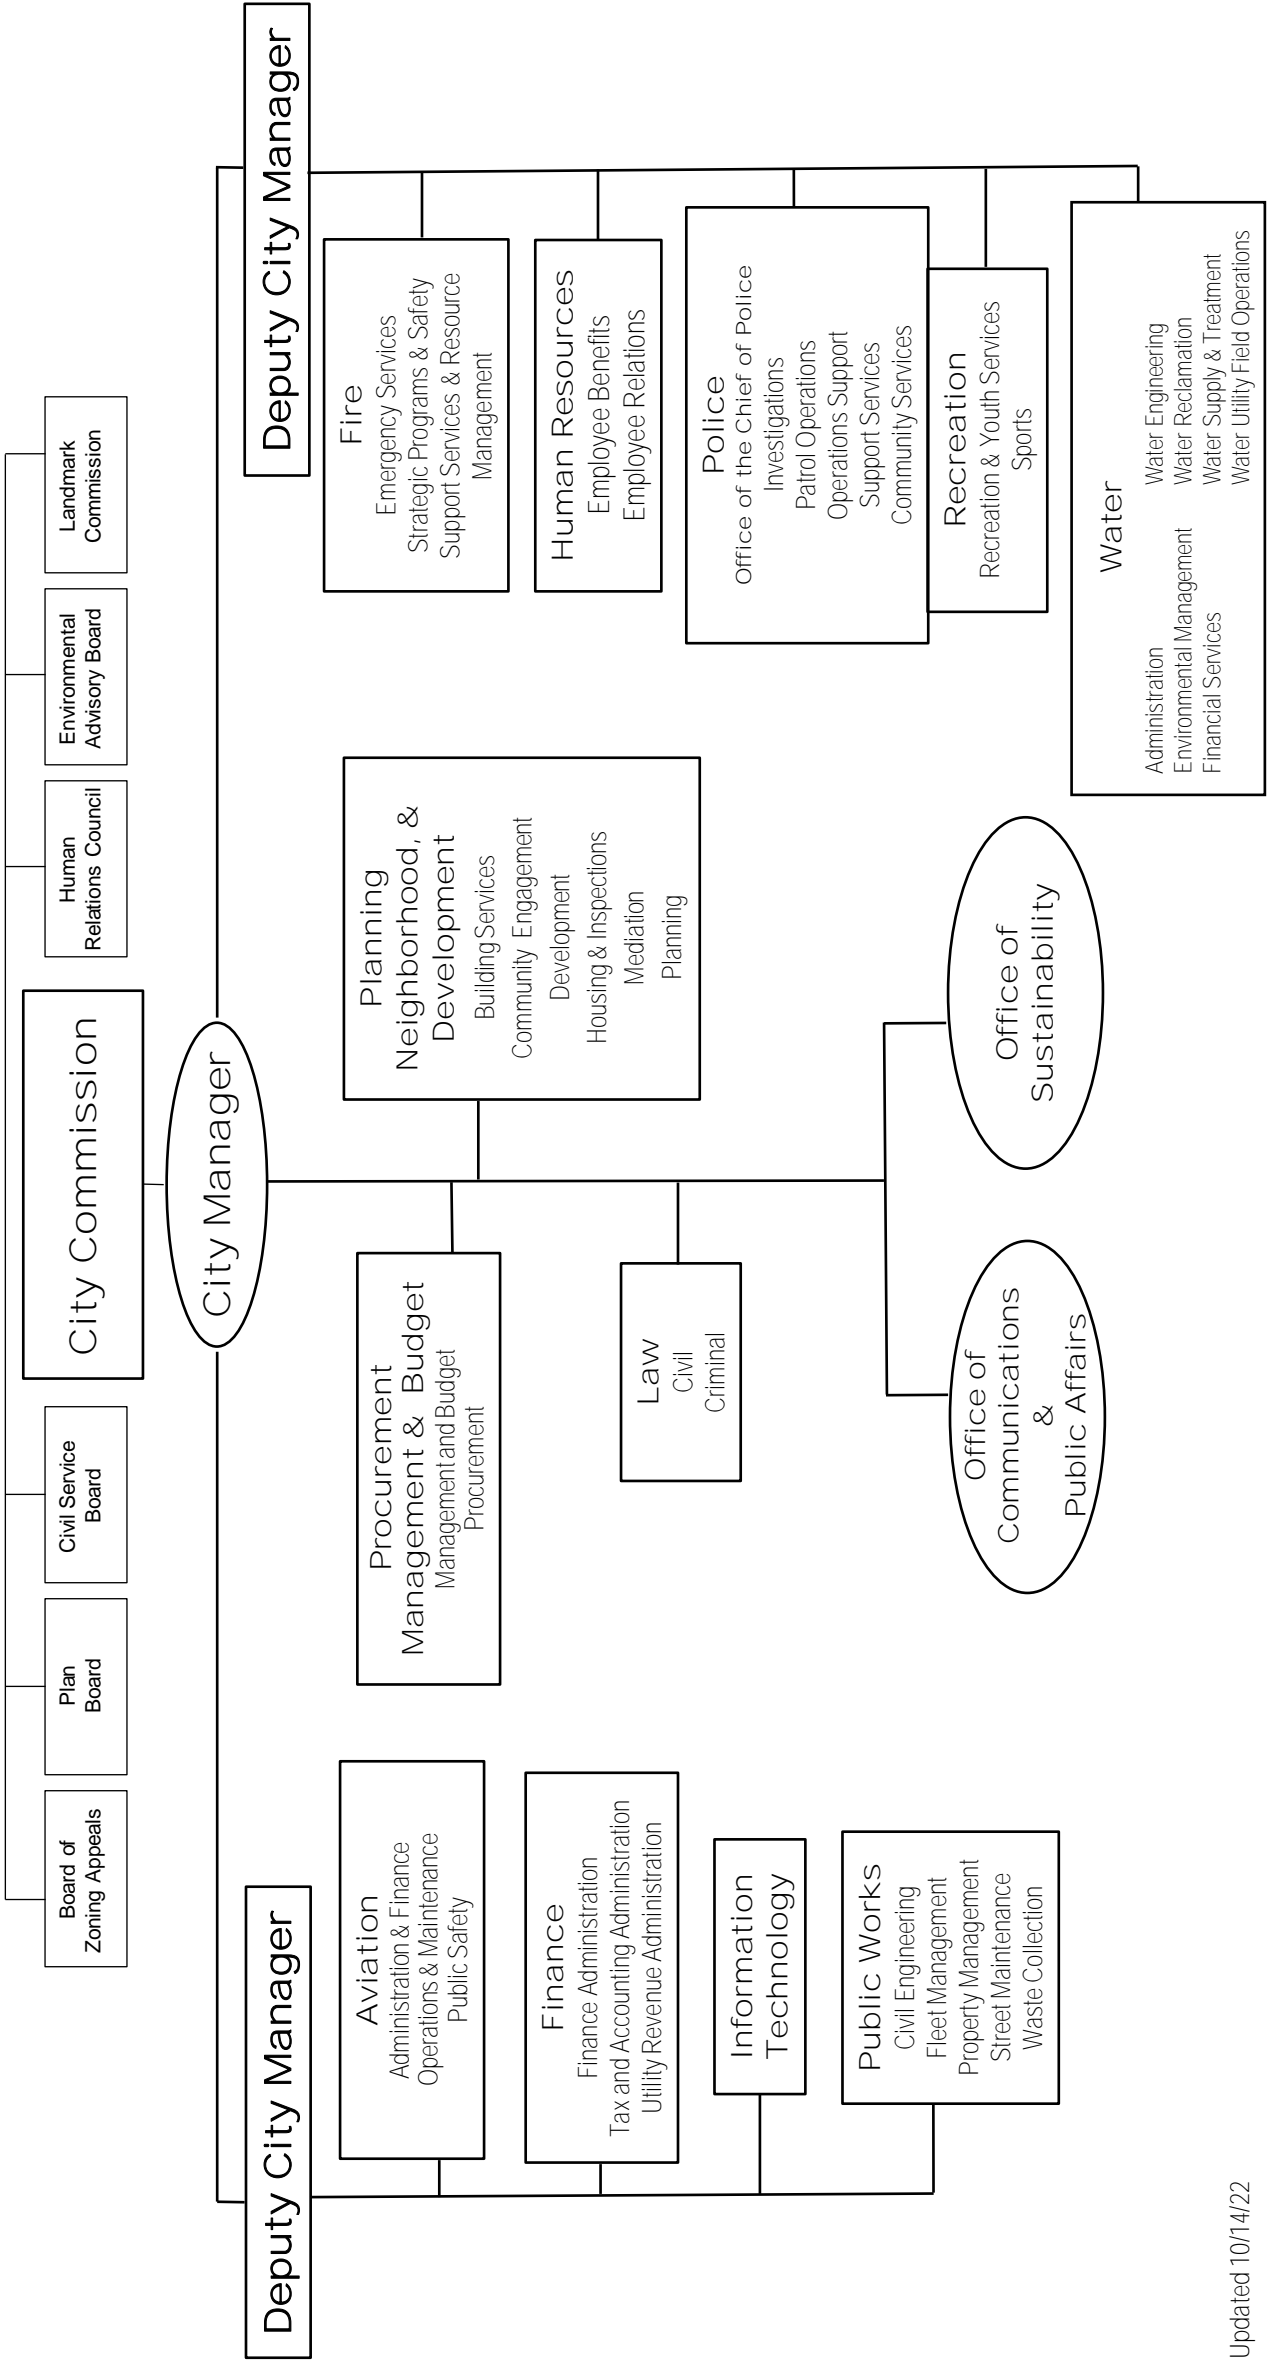 Board of
Zoning Appeals
Plan
Board
Civil Service
Board
City Commission
Human
Relations Council
Environmental
Advisory Board
Landmark
Commission
City Manager
Deputy City Manager
Aviation
Administration & Finance
Operations & Maintenance
Public Safety
Finance
Finance Administration
Tax and Accounting Administration
Utility Revenue Administration
Information
Technology
Public Works
Civil Engineering
Fleet Management
Property Management
Street Maintenance
Waste Collection
Procurement
Management & Budget
Management and Budget
Procurement
Law
Civil
Criminal
Office of
Communications
&
Public Affairs
Planning
Neighborhood, &
Development
Building Services
Community Engagement
Development
Housing & Inspections
Mediation
Planning
Office of
Sustainability
Deputy City Manager
Fire
Emergency Services
Strategic Programs & Safety
Support Services & Resource
Management
Human Resources
Employee Benefits
Employee Relations
Police
Office of the Chief of Police
Investigations
Patrol Operations
Operations Support
Support Services
Community Services
Recreation
Recreation & Youth Services
Sports
Water
Administration
Environmental Management
Financial Services
Water Engineering
Water Reclamation
Water Supply & Treatment
Water Utility Field Operations
Updated 10/14/22